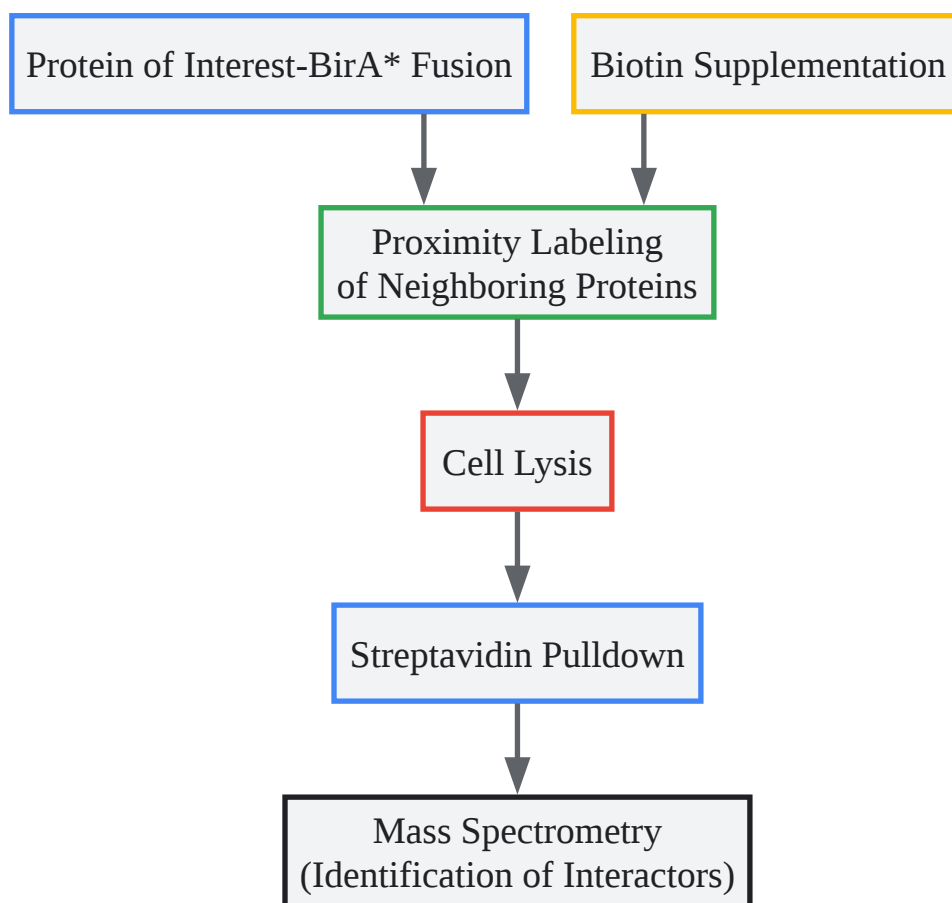 Protein of Interest-BirA* Fusion
Biotin Supplementation
Proximity Labeling
of Neighboring Proteins
Cell Lysis
Streptavidin Pulldown
Mass Spectrometry
(Identification of Interactors)